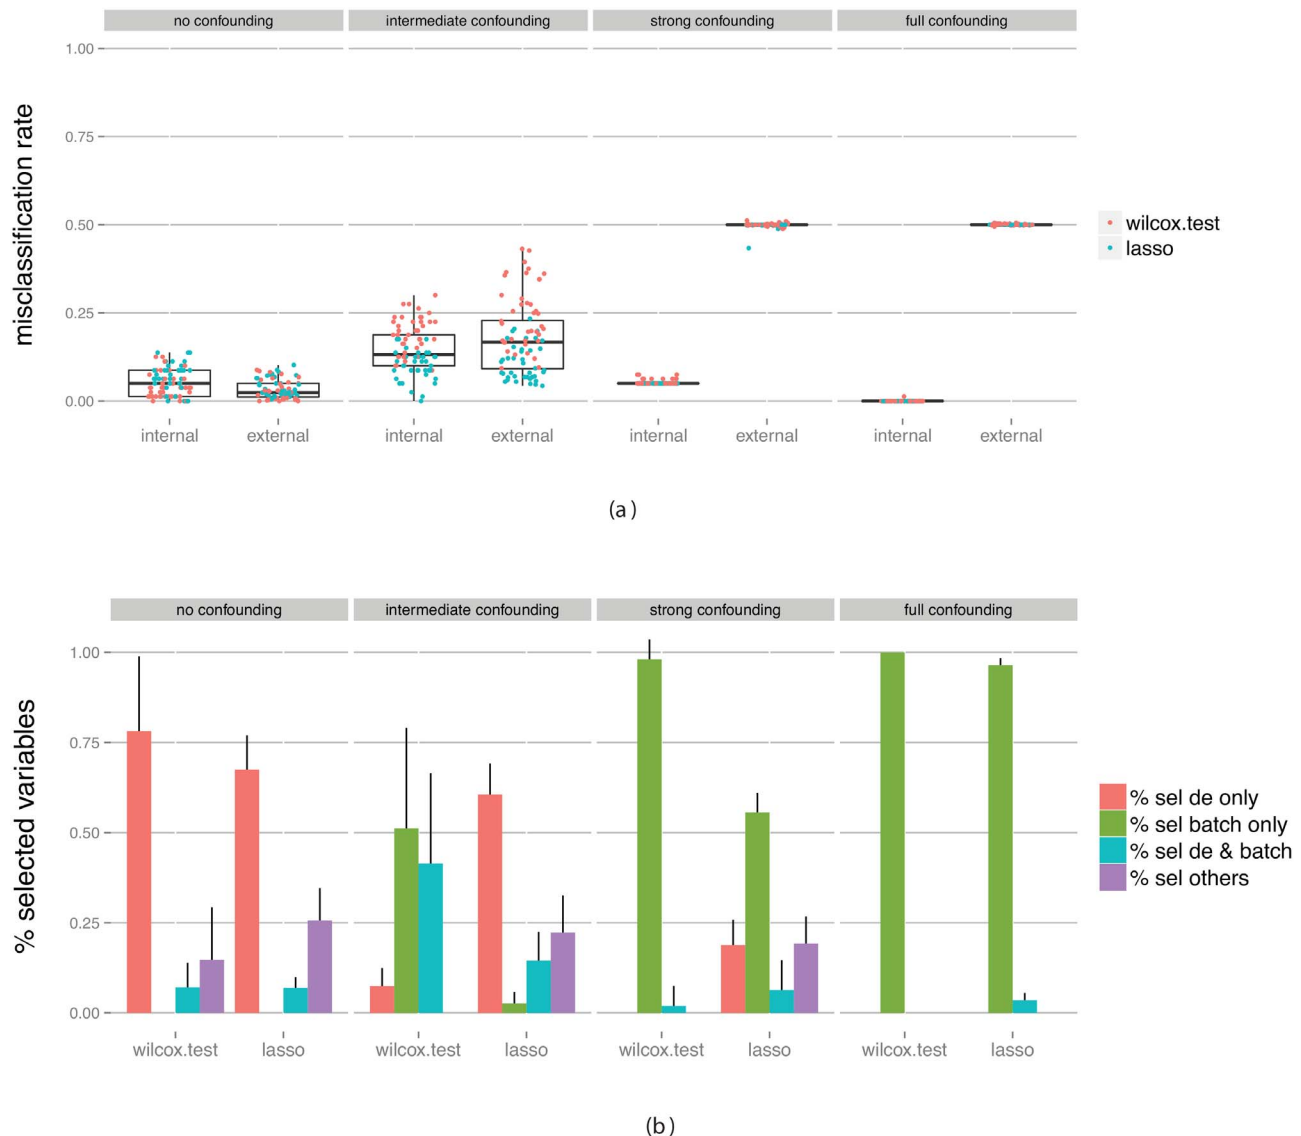 no confounding
intermediate confounding
strong confounding
full confounding
misclassification rate
1.00
0.75
0.50
0.25
0.00
internal
external
internal
external
internal
external
internal
external
wilcox.test
lasso
(a)
no confounding
intermediate confounding
strong confounding
full confounding
% selected variables
1.00
0.75
0.50
0.25
0.00
wilcox.test
lasso
wilcox.test
lasso
wilcox.test
lasso
wilcox.test
lasso
% sel de only
% sel batch only
% sel de & batch
% sel others
(b)